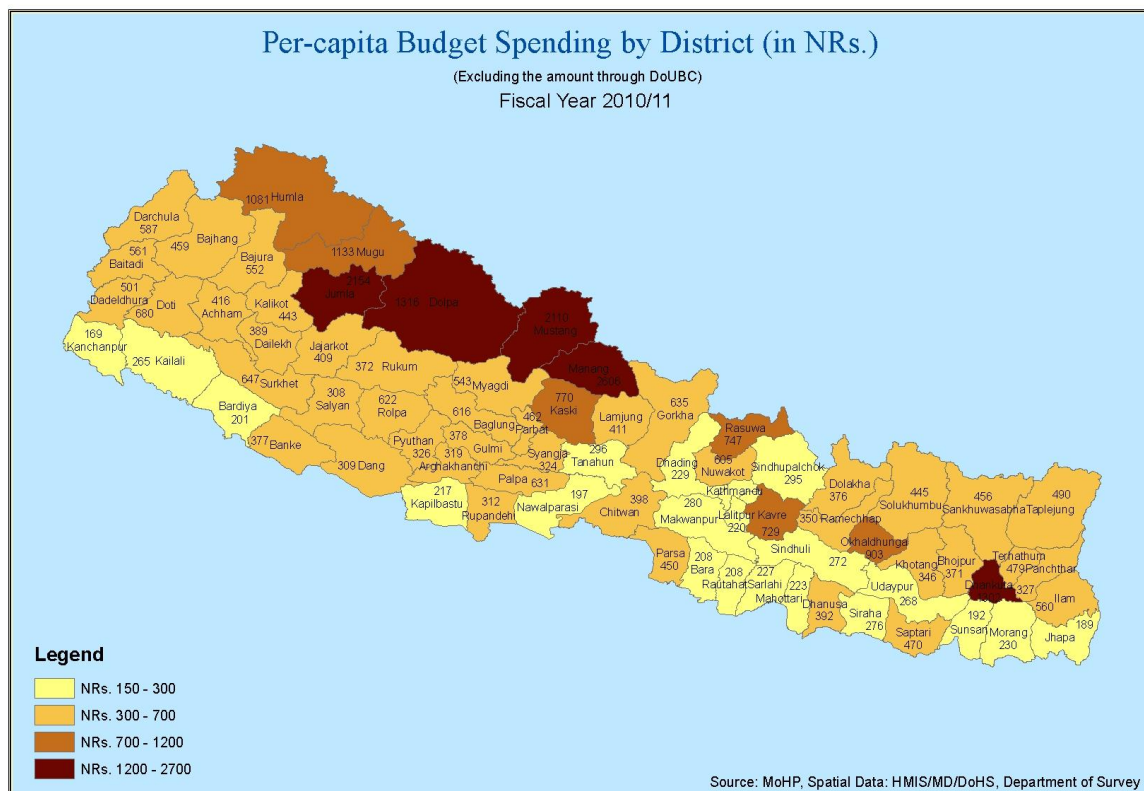 Per-capita Budget Spending by District (in NRs.)
(Excluding the amount through DoUBC)
Fiscal Year 2010/11
1081 Humla
Darchula
587
Bajhang
459
561
Baitadi
Bajura
552
1133 Mugu
2154
Jumla
1316 Dolpa
501
Dadeldhura
Doti
680
416
Achham
Kalikot
443
2110
Mustang
169
Kanchanpur
265 Kailali
389
Dailekh
Jajarkot
409
372 Rukum
Manang
2606
647 Surkhet
308
Salyan
622
Rolpa
543 Myagdi
770
Kaski
Lamjung
411
635
Gorkha
Bardiya
201
616
Baglung
462
Parbat
Rasuwa
747
377 Banke
Pyuthan
326
378
Gulmi
319
Arghakhanchi
Syangja
324
296
Tanahun
Dhading
229
605
Nuwakot
Sindhupalchok
295
309 Dang
Palpa 631
Dolakha
376
445
Solukhumbu
456
Sankhuwasabha
490
Taplejung
217
Kapilbastu
312
Rupandehi
197
Nawalparasi
398
Chitwan
Kathmandu
280
Makwanpur
Lalitpur
220
Kavre
729
350 Ramechhap
Okhaldhunga
903
Khotang
346
Bhojpur
371
Terhathum
479
Panchthar
327
Dhankuta
Parsa
450
208
Bara
208
Rautahat
227
Sarlahi
223
Mahottari
Sindhuli
272
Udaypur
268
Ilam
560
Dhanusa
392
Siraha
276
Saptari
470
192
Sunsari
Morang
230
189
Jhapa
Legend
NRs. 150 - 300
NRs. 300 - 700
NRs. 700 - 1200
NRs. 1200 - 2700
Source: MoHP, Spatial Data: HMIS/MD/DoHS, Department of Survey